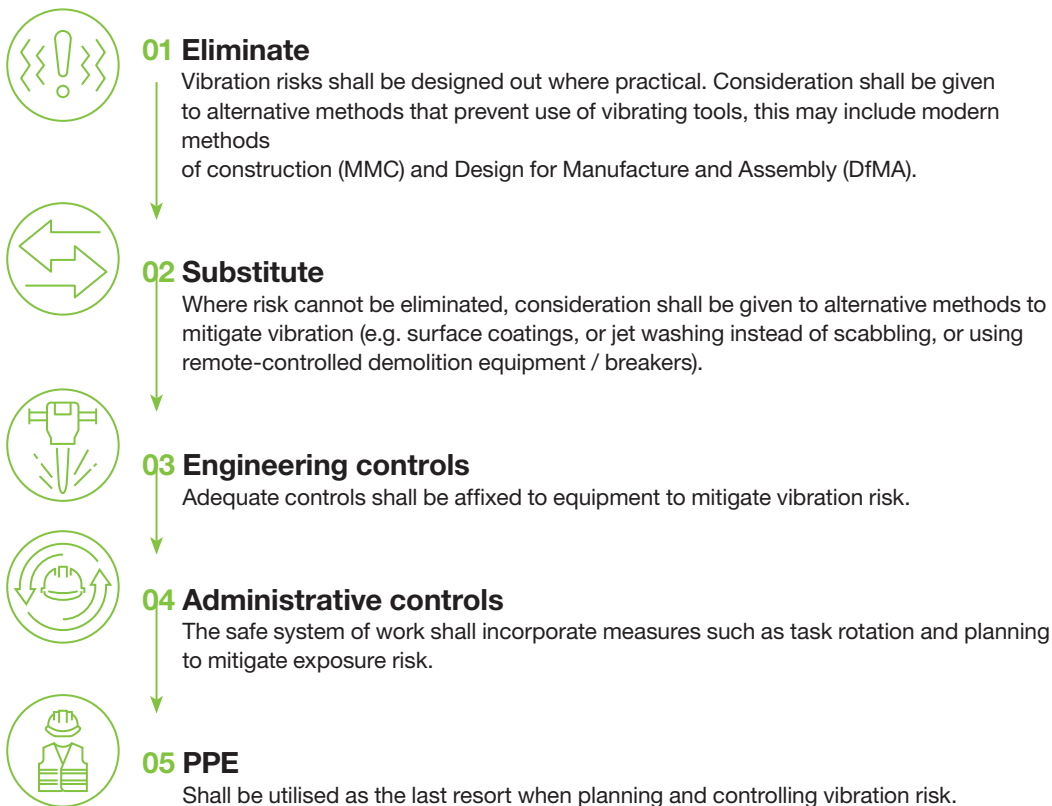 01 Eliminate
Vibration risks shall be designed out where practical. Consideration shall be given
to alternative methods that prevent use of vibrating tools, this may include modern
methods
of construction (MMC) and Design for Manufacture and Assembly (DfMA).
02 Substitute
Where risk cannot be eliminated, consideration shall be given to alternative methods to
mitigate vibration (e.g. surface coatings, or jet washing instead of scabbling, or using
remote-controlled demolition equipment / breakers).
03 Engineering controls
Adequate controls shall be affixed to equipment to mitigate vibration risk.
04 Administrative controls
The safe system of work shall incorporate measures such as task rotation and planning
to mitigate exposure risk.
05 PPE
Shall be utilised as the last resort when planning and controlling vibration risk.